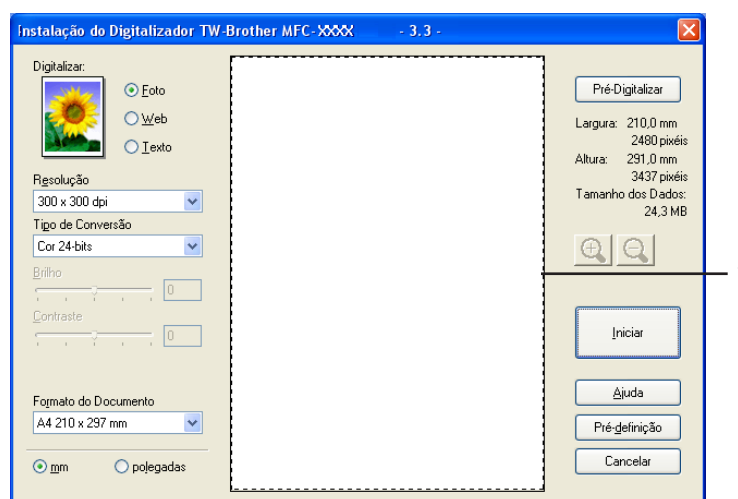 Instalação do Digitalizador TW-Brother MFC-XXXX - 3.3 -
Digitalizar:
Foto
Web
Texto
Resolução
300 x 300 dpi
Tipo de Conversão
Cor 24-bits
Brilho
0
Contraste
0
Formato do Documento
A4 210 x 297 mm
mm polegadas
Pré-Digitalizar
Largura: 210,0 mm
2480 pixéis
Altura: 291,0 mm
3437 pixéis
Tamanho dos Dados:
24,3 MB
Iniciar
Ajuda
Pré-definição
Cancelar